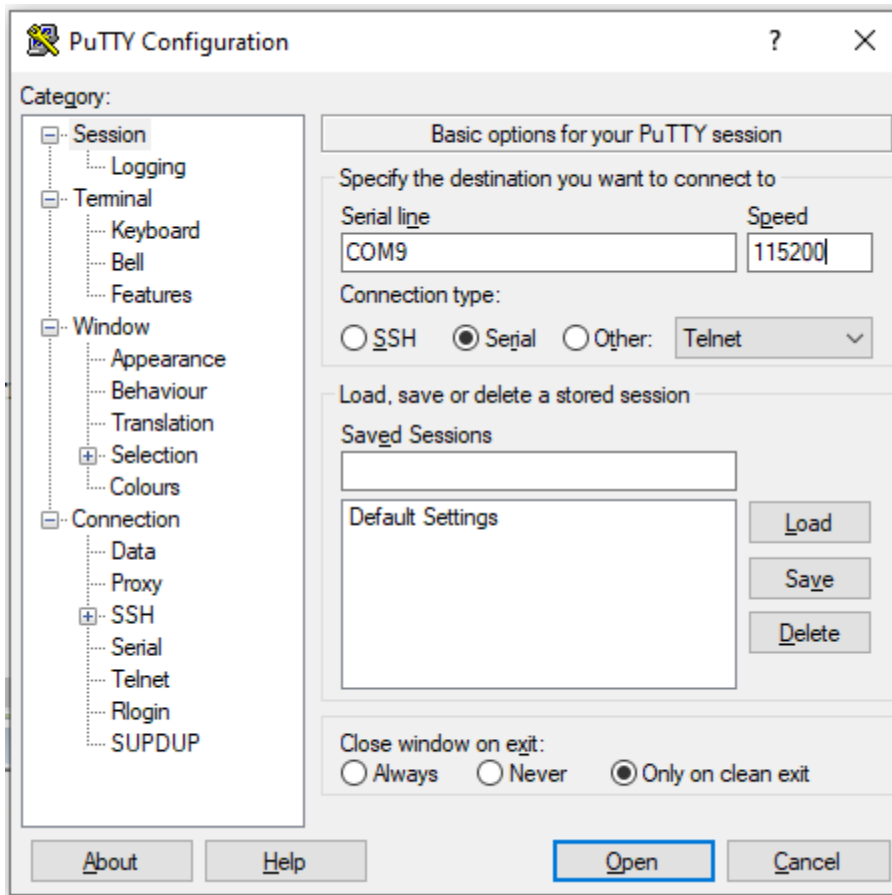 PuTTY Configuration
?
Category:
Session
Logging
Terminal
Keyboard
Bell
Features
Window
Appearance
Behaviour
Translation
Selection
Colours
Connection
Data
Proxy
SSH
Serial
Telnet
Rlogin
SUPDUP
Basic options for your PuTTY session
Specify the destination you want to connect to
Serial line Speed
COM9 115200
Connection type:
SSH Serial Other: Telnet
Load, save or delete a stored session
Saved Sessions
Default Settings
Load
Save
Delete
Close window on exit:
Always Never Only on clean exit
About Help Open Cancel